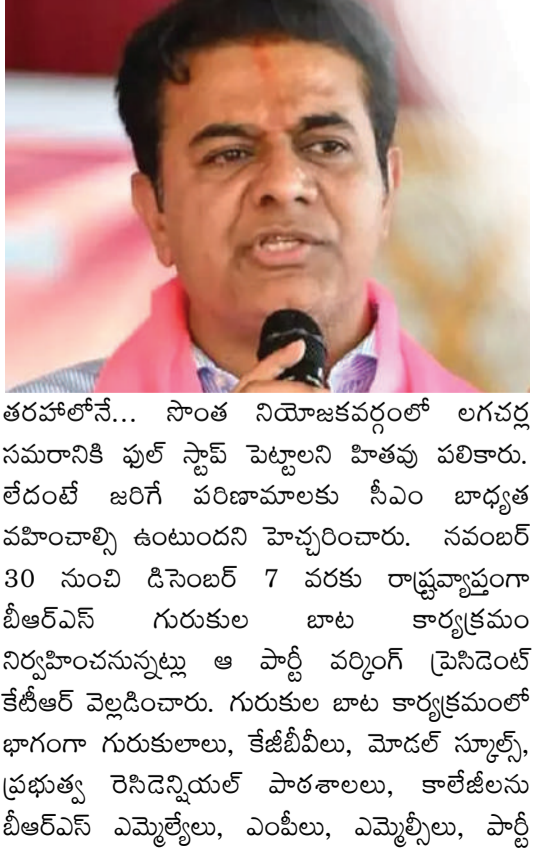 తరహాలోనే... సొంత నియోజకవర్గంలో లగచర్ల
సమరానికి ఫుల్ స్టాప్ పెట్టాలని హితవు పలికారు.
లేదంటే జరిగే పరిణామాలకు సీఎం బాధ్యత
వహించాల్సి ఉంటుందని హెచ్చరించారు. నవంబర్
30 నుంచి డిసెంబర్ 7 వరకు రాష్ట్రవ్యాప్తంగా
బీఆర్ఎస్ గురుకుల బాట కార్యక్రమం
నిర్వహించనున్నట్లు ఆ పార్టీ వర్కింగ్ ప్రెసిడెంట్
కేటీఆర్ వెల్లడించారు. గురుకుల బాట కార్యక్రమంలో
భాగంగా గురుకులాలు, కేజీబీవీలు, మోడల్ స్కూల్స్,
ప్రభుత్వ రెసిడెన్షియల్ పాఠశాలలు, కాలేజీలను
బీఆర్ఎస్ ఎమ్మెల్యేలు, ఎంపీలు, ఎమ్మెల్సీలు, పార్టీ